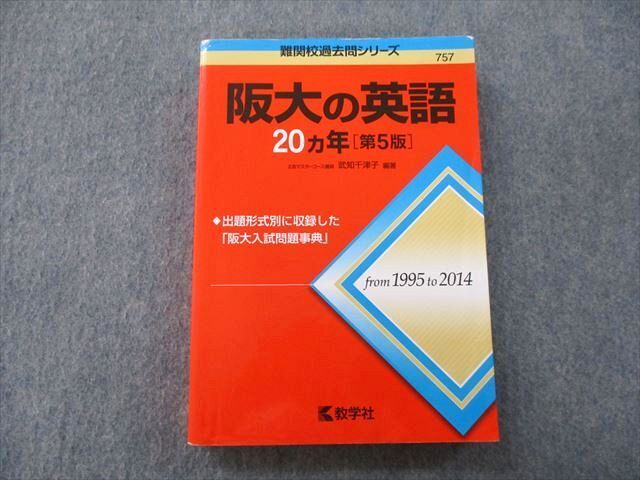 難関校過去問シリーズ
757
阪大の英語
20ヵ年[第5版]
武知千津子 編著
◆出題形式別に収録した
「阪大入試問題事典」
from 1995 to 2014
教学社